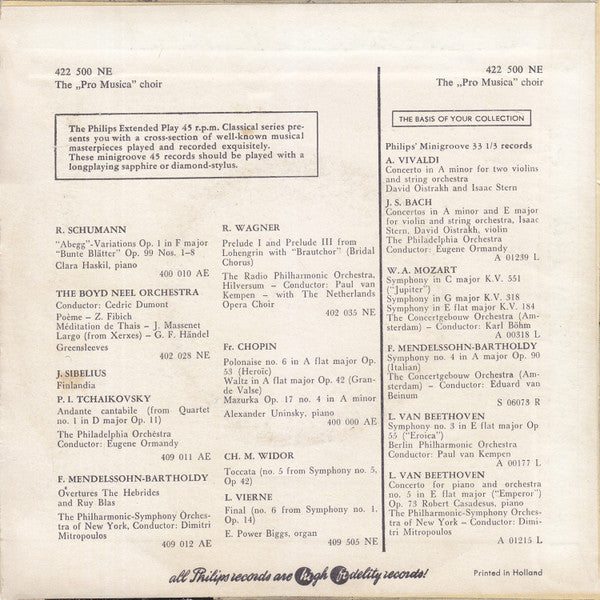 422 500 NE
The „Pro Musica” choir
The Philips Extended Play 45 r.p.m. Classical series pre-
sents you with a cross-section of well-known musical
masterpieces played and recorded exquisitely.
These minigroove 45 records should be played with a
longplaying sapphire or diamond-stylus.
R. SCHUMANN
"Abegg"-Variations Op. 1 in F major
"Bunte Blätter" Op. 99 Nos. 1–8
Clara Haskil, piano
400 010 AE
THE BOYD NEEL ORCHESTRA
Conductor: Cedric Dumont
Poème – Z. Fibich
Méditation de Thais – J. Massenet
Largo (from Xerxes) – G. F. Händel
Greensleeves
402 028 NE
J. SIBELIUS
Finlandia
P. I. TCHAIKOVSKY
Andante cantabile (from Quartet
no. 1 in D major Op. 11)
The Philadelphia Orchestra
Conductor: Eugene Ormandy
409 011 AE
F. MENDELSSOHN-BARTHOLDY
Overtures The Hebrides
and Ruy Blas
The Philharmonic-Symphony Orches-
tra of New York, Conductor: Dimitri
Mitropoulos
409 012 AE
R. WAGNER
Prelude I and Prelude III from
Lohengrin with "Brautchor" (Bridal
Chorus)
The Radio Philharmonic Orchestra,
Hilversum – Conductor: Paul van
Kempen – with The Netherlands
Opera Choir
402 035 NE
Fr. CHOPIN
Polonaise no. 6 in A flat major Op.
53 (Heroïc)
Waltz in A flat major Op. 42 (Gran-
de Valse)
Mazurka Op. 17 no. 4 in A minor
Alexander Uninsky, piano
400 000 AE
CH. M. WIDOR
Toccata (no. 5 from Symphony no. 5,
Op 42)
L. VIERNE
Final (no. 6 from Symphony no. 1,
Op. 14)
E. Power Biggs, organ
409 505 NE
422 500 NE
The „Pro Musica” choir
THE BASIS OF YOUR COLLECTION
Philips' Minigroove 33 1/3 records
A. VIVALDI
Concerto in A minor for two violins
and string orchestra
David Oistrakh and Isaac Stern
J. S. BACH
Concertos in A minor and E major
for violin and string orchestra, Isaac
Stern, David Oistrakh, violin
The Philadelphia Orchestra
Conductor: Eugene Ormandy
A 01239 L
W. A. MOZART
Symphony in C major K.V. 551
("Jupiter")
Symphony in G major K.V. 318
Symphony in E flat major K.V. 184
The Concertgebouw Orchestra (Am-
sterdam) – Conductor: Karl Böhm
A 00318 L
F. MENDELSSOHN-BARTHOLDY
Symphony no. 4 in A major Op. 90
(Italian)
The Concertgebouw Orchestra (Am-
sterdam) – Conductor: Eduard van
Beinum
S 06073 R
L. VAN BEETHOVEN
Symphony no. 3 in E flat major Op
55 ("Eroica")
Berlin Philharmonic Orchestra
Conductor: Paul van Kempen
A 00177 L
L. VAN BEETHOVEN
Concerto for piano and orchestra
no. 5 in E flat major ("Emperor")
Op. 73 Robert Casadesus, piano
The Philharmonic-Symphony Orches-
tra of New York – Conductor: Dimi-
tri Mitropoulos
A 01215 L
all Philips records are high fidelity records!
Printed in Holland